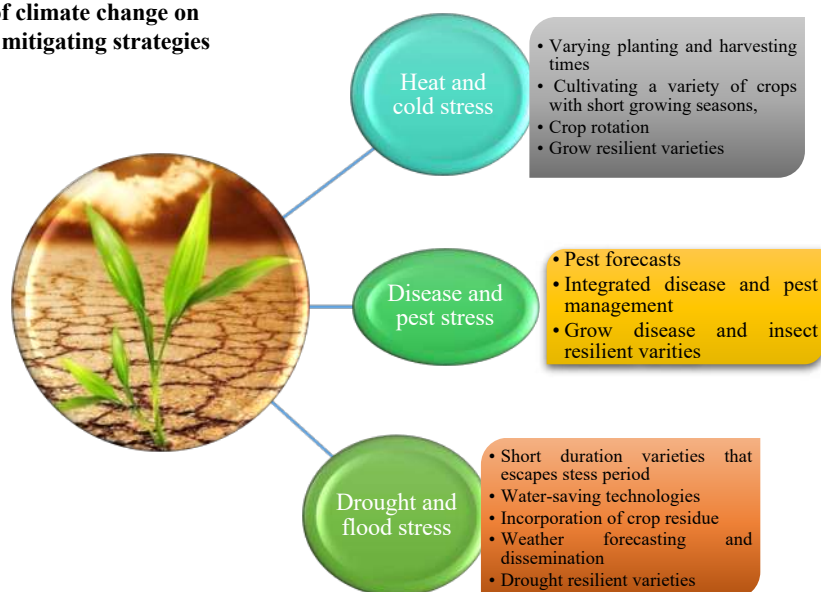 of climate change on
mitigating strategies
Heat and
cold stress
• Varying planting and harvesting
times
• Cultivating a variety of crops
with short growing seasons,
• Crop rotation
• Grow resilient varieties
Disease and
pest stress
• Pest forecasts
• Integrated disease and pest
management
• Grow disease and insect
resilient varities
Drought and
flood stress
• Short duration varieties that
escapes stess period
• Water-saving technologies
• Incorporation of crop residue
• Weather forecasting and
dissemination
• Drought resilient varieties